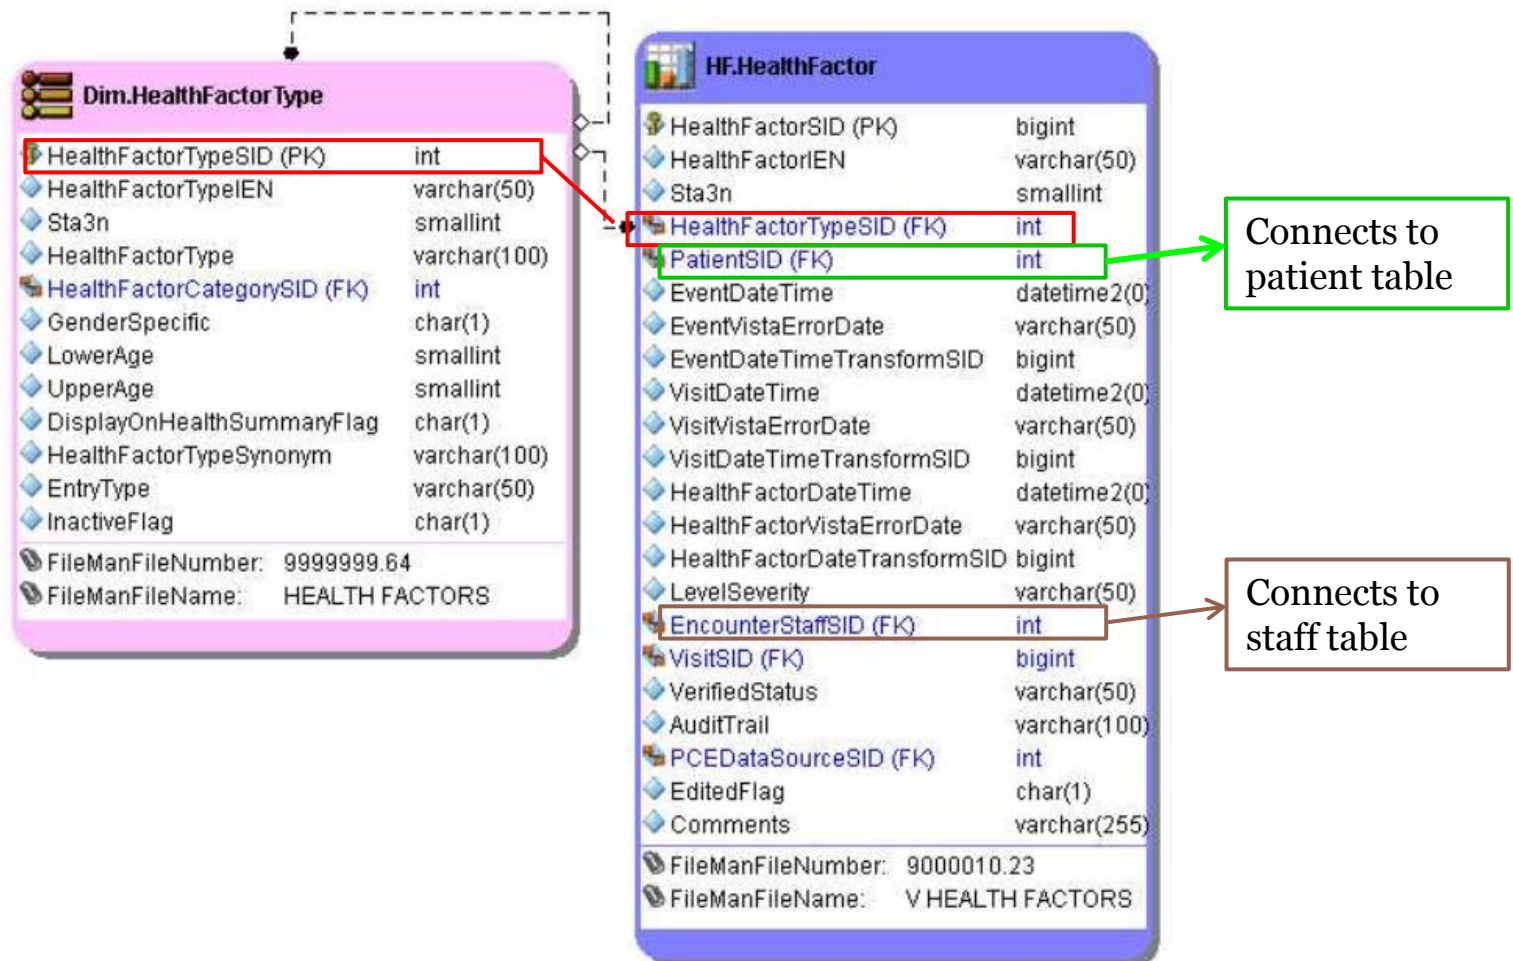 Dim.HealthFactorType
HealthFactorTypeSID (PK) int
HealthFactorTypeIEN varchar(50)
Sta3n smallint
HealthFactorType varchar(100)
HealthFactorCategorySID (FK) int
GenderSpecific char(1)
LowerAge smallint
UpperAge smallint
DisplayOnHealthSummaryFlag char(1)
HealthFactorTypeSynonym varchar(100)
EntryType varchar(50)
InactiveFlag char(1)
FileManFileNumber: 9999999.64
FileManFileName: HEALTH FACTORS
HF.HealthFactor
HealthFactorSID (PK) bigint
HealthFactorIEN varchar(50)
Sta3n smallint
HealthFactorTypeSID (FK) int
PatientSID (FK) int
EventDateTime datetime2(0)
EventVistaErrorDate varchar(50)
EventDateTimeTransformSID bigint
VisitDateTime datetime2(0)
VisitVistaErrorDate varchar(50)
VisitDateTimeTransformSID bigint
HealthFactorDateTime datetime2(0)
HealthFactorVistaErrorDate varchar(50)
HealthFactorDateTransformSID bigint
LevelSeverity varchar(50)
EncounterStaffSID (FK) int
VisitSID (FK) bigint
VerifiedStatus varchar(50)
AuditTrail varchar(100)
PCEDataSourceSID (FK) int
EditedFlag char(1)
Comments varchar(255)
FileManFileNumber: 9000010.23
FileManFileName: V HEALTH FACTORS
Connects to
patient table
Connects to
staff table